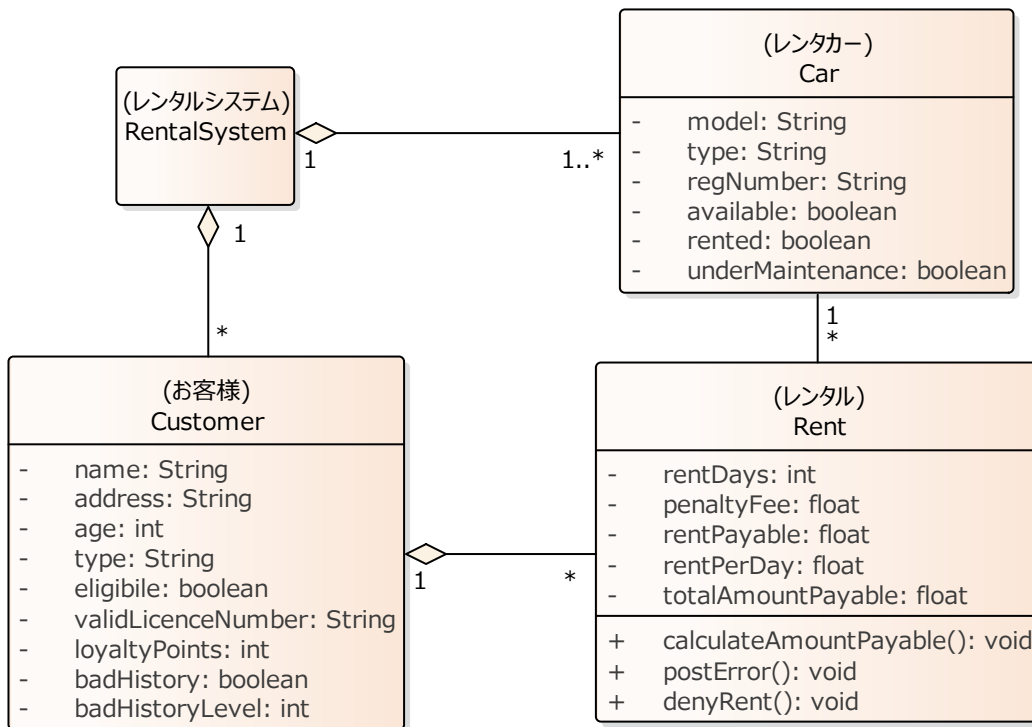 (レンタルシステム)
RentalSystem
1
1..*
(レンタカー)
Car
- model: String
- type: String
- regNumber: String
- available: boolean
- rented: boolean
- underMaintenance: boolean
1
*
1
*
(お客様)
Customer
- name: String
- address: String
- age: int
- type: String
- eligibile: boolean
- validLicenceNumber: String
- loyaltyPoints: int
- badHistory: boolean
- badHistoryLevel: int
1
*
(レンタル)
Rent
- rentDays: int
- penaltyFee: float
- rentPayable: float
- rentPerDay: float
- totalAmountPayable: float
+ calculateAmountPayable(): void
+ postError(): void
+ denyRent(): void